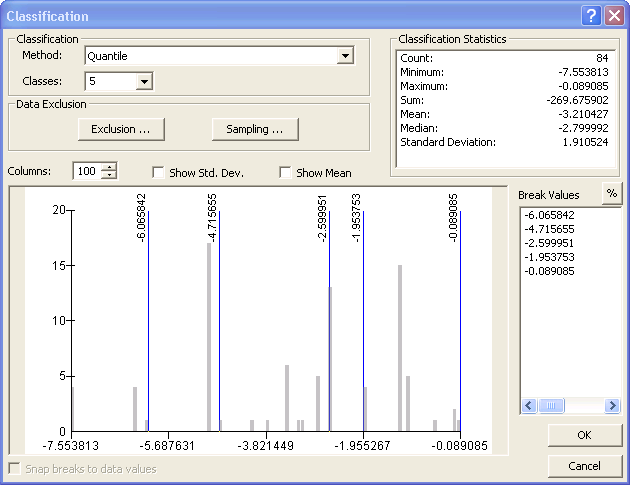 Classification
Classification
Method: Quantile
Classes: 5
Data Exclusion
Exclusion ...
Sampling ...
Classification Statistics
Count: 84
Minimum: -7.553813
Maximum: -0.089085
Sum: -269.675902
Mean: -3.210427
Median: -2.799992
Standard Deviation: 1.910524
Columns: 100
Show Std. Dev.
Show Mean
Break Values
%
-6.065842
-4.715655
-2.599951
-1.953753
-0.089085
-6.065842
-4.715655
-2.599951
-1.953753
-0.089085
20
15
10
5
0
-7.553813
-5.687631
-3.821449
-1.955267
-0.089085
Snap breaks to data values
OK
Cancel